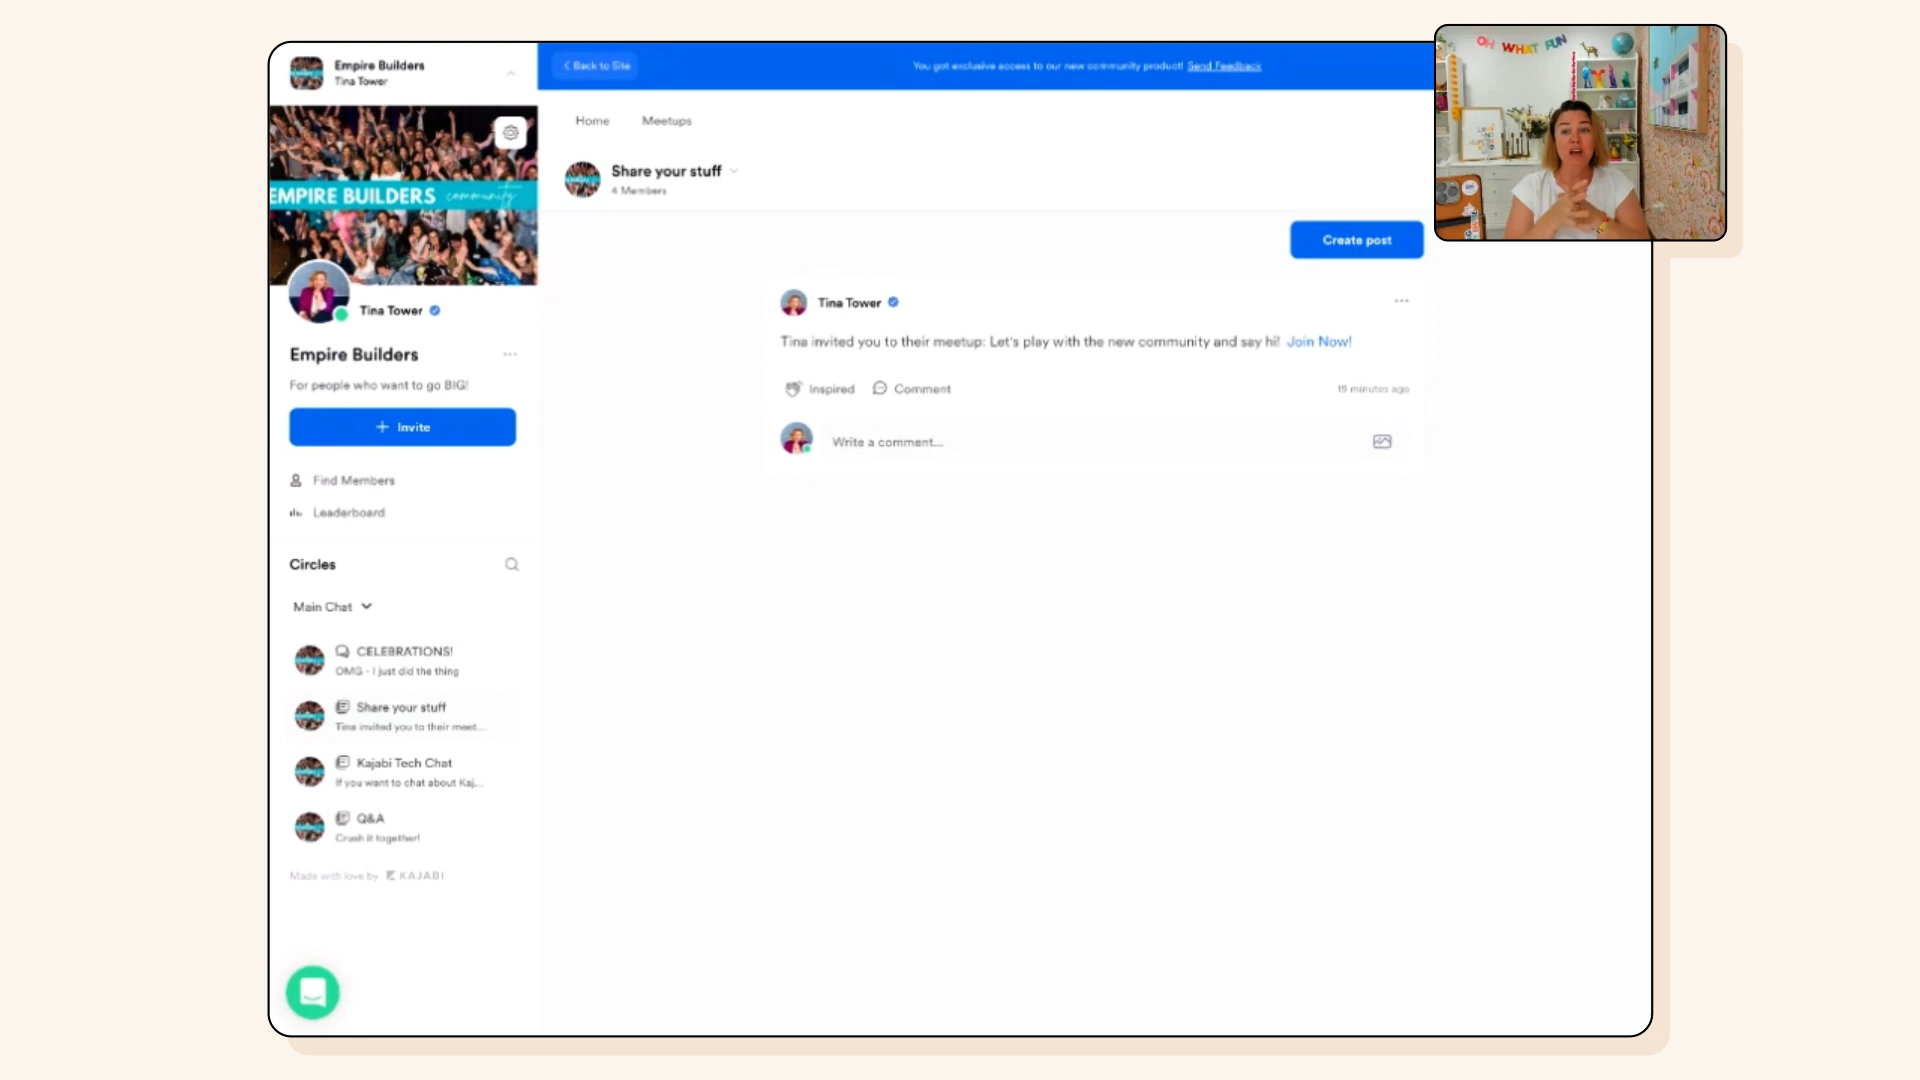 Empire Builders
Tina Tower
EMPIRE BUILDERS community
Tina Tower
Empire Builders
For people who want to go BIG!
+ Invite
Find Members
Leaderboard
Circles
Main Chat
CELEBRATIONS!
OMG - I just did the thing
Share your stuff
Tina invited you to their meet...
Kajabi Tech Chat
If you want to chat about Kaj...
Q&A
Crush it together!
Made with love by KAJABI
< Back to Site
You got exclusive access to our new community product! Send Feedback
Home Meetups
Share your stuff
4 Members
Create post
Tina Tower
Tina invited you to their meetup: Let's play with the new community and say hi! Join Now!
Inspired Comment 19 minutes ago
Write a comment...
OH WHAT FUN